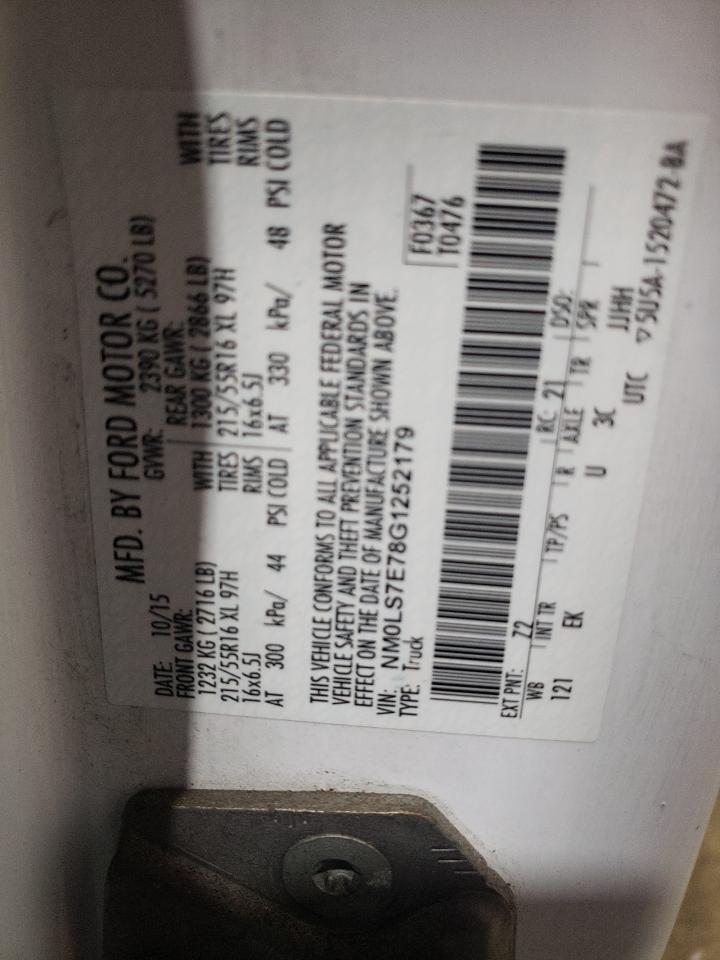 MFD. BY FORD MOTOR CO.
DATE: 10/15 GVWR: 2390 KG ( 5270 LB)
FRONT GAWR: REAR GAWR:
1232 KG ( 2716 LB) WITH 1300 KG ( 2866 LB) WITH
215/55R16 XL 97H TIRES 215/55R16 XL 97H TIRES
16x6.5J RIMS 16x6.5J RIMS
AT 300 kPa/ 44 PSI COLD AT 330 kPa/ 48 PSI COLD
THIS VEHICLE CONFORMS TO ALL APPLICABLE FEDERAL MOTOR
VEHICLE SAFETY AND THEFT PREVENTION STANDARDS IN
EFFECT ON THE DATE OF MANUFACTURE SHOWN ABOVE.
VIN: NM0LS7E78G1252179 F0367
TYPE: Truck T0476
EXT PNT: Z2 RC: 21 DSO:
WB INT TR TP/PS R AXLE TR SPR
121 EK U 3C JJHH
UTC ▽5U5A-1520472-BA